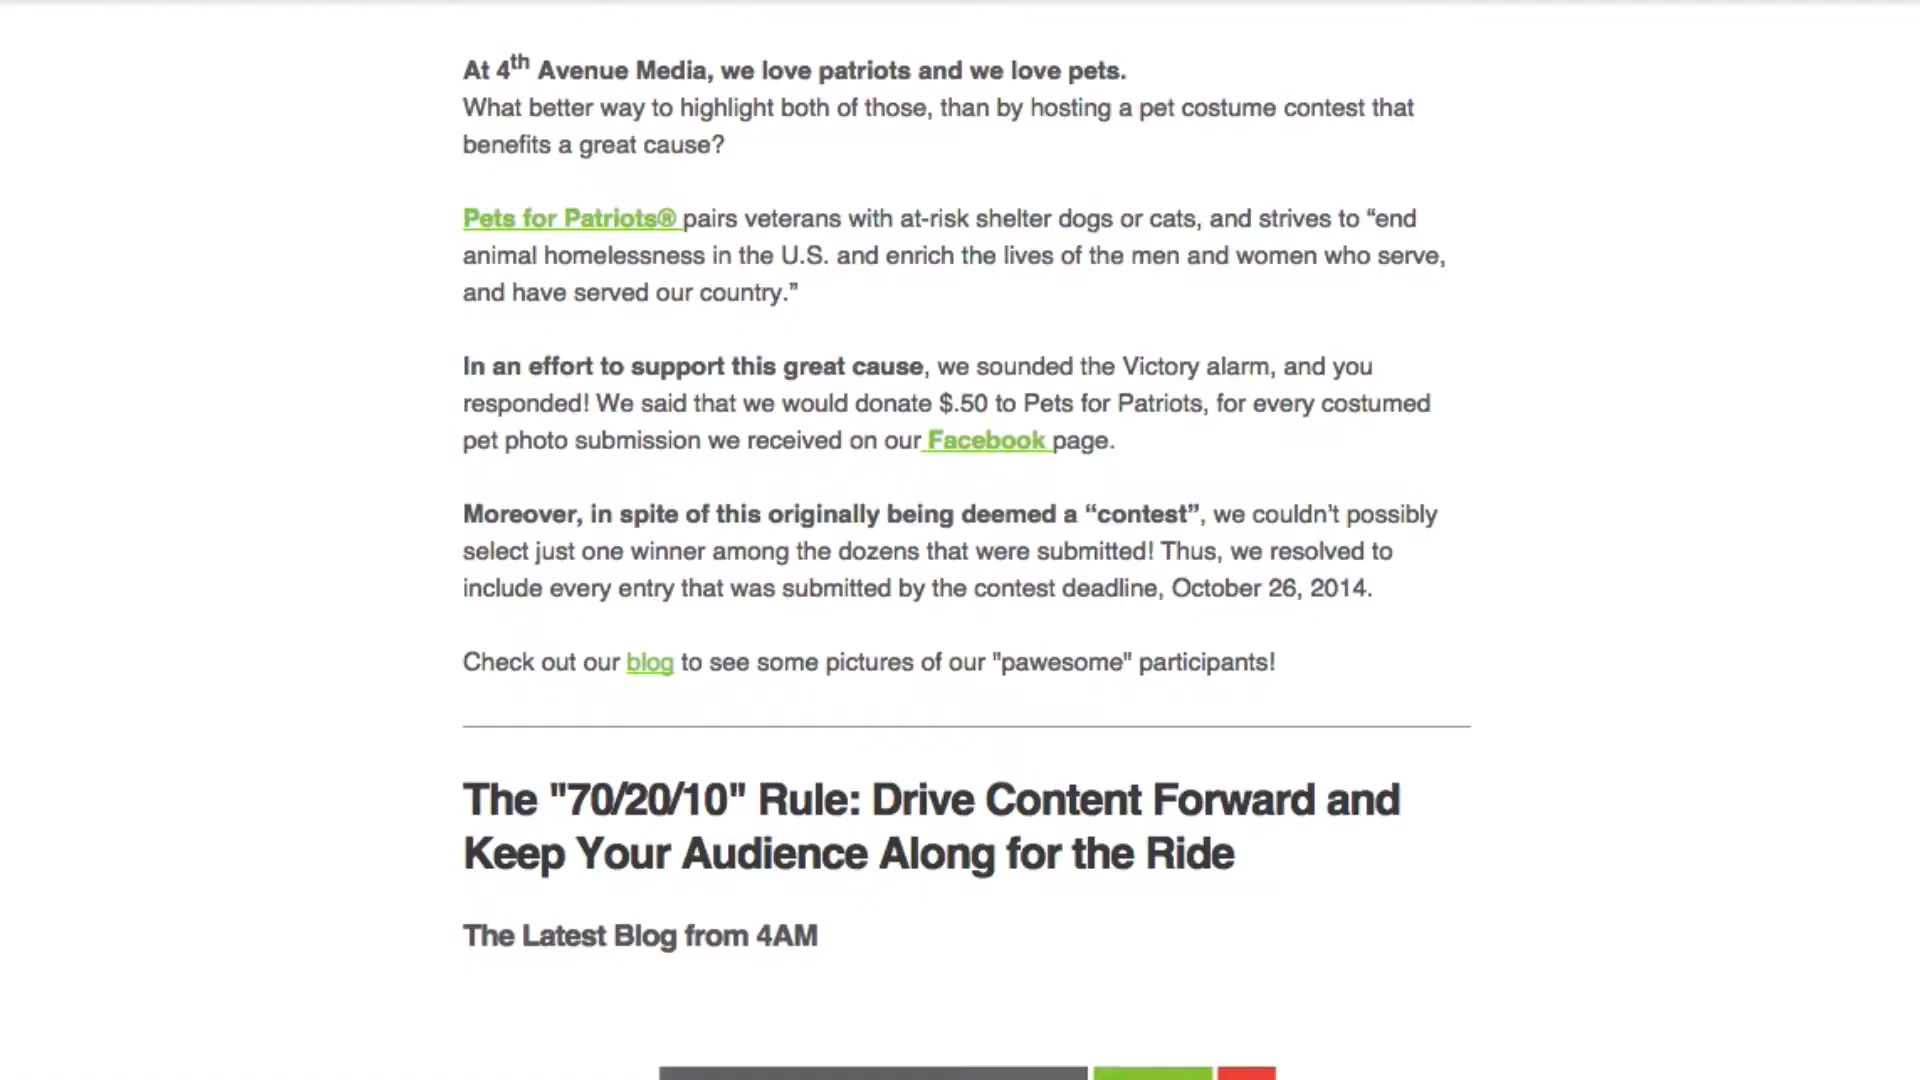 At 4th Avenue Media, we love patriots and we love pets.
What better way to highlight both of those, than by hosting a pet costume contest that
benefits a great cause?
Pets for Patriots® pairs veterans with at-risk shelter dogs or cats, and strives to “end
animal homelessness in the U.S. and enrich the lives of the men and women who serve,
and have served our country.”
In an effort to support this great cause, we sounded the Victory alarm, and you
responded! We said that we would donate $.50 to Pets for Patriots, for every costumed
pet photo submission we received on our Facebook page.
Moreover, in spite of this originally being deemed a “contest”, we couldn’t possibly
select just one winner among the dozens that were submitted! Thus, we resolved to
include every entry that was submitted by the contest deadline, October 26, 2014.
Check out our blog to see some pictures of our "pawesome" participants!
The "70/20/10" Rule: Drive Content Forward and
Keep Your Audience Along for the Ride
The Latest Blog from 4AM